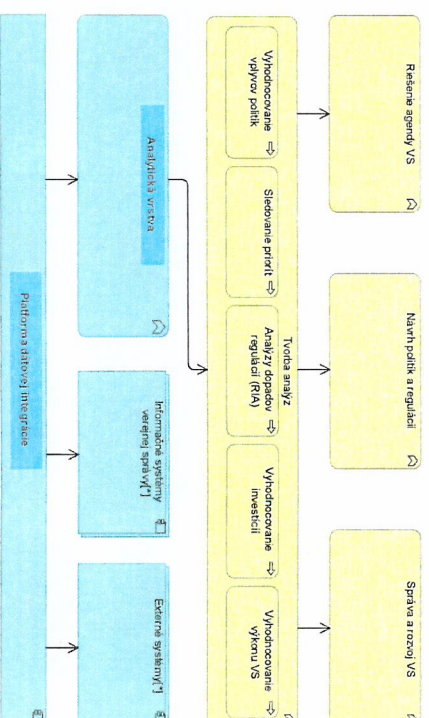 Riešenie agendy VS
Návrh politík a regulácií
Správa a rozvoj VS
Tvorba analýz
Vyhodnocovanie
vplyvov politík
Sledovanie priorít
Analýzy dopadov
regulácií (RIA)
Vyhodnocovanie
investícií
Vyhodnocovanie
výkonu VS
Analytická vrstva
Informačné systémy
verejnej správy[*]
Externé systémy[*]
Platforma dátovej integrácie